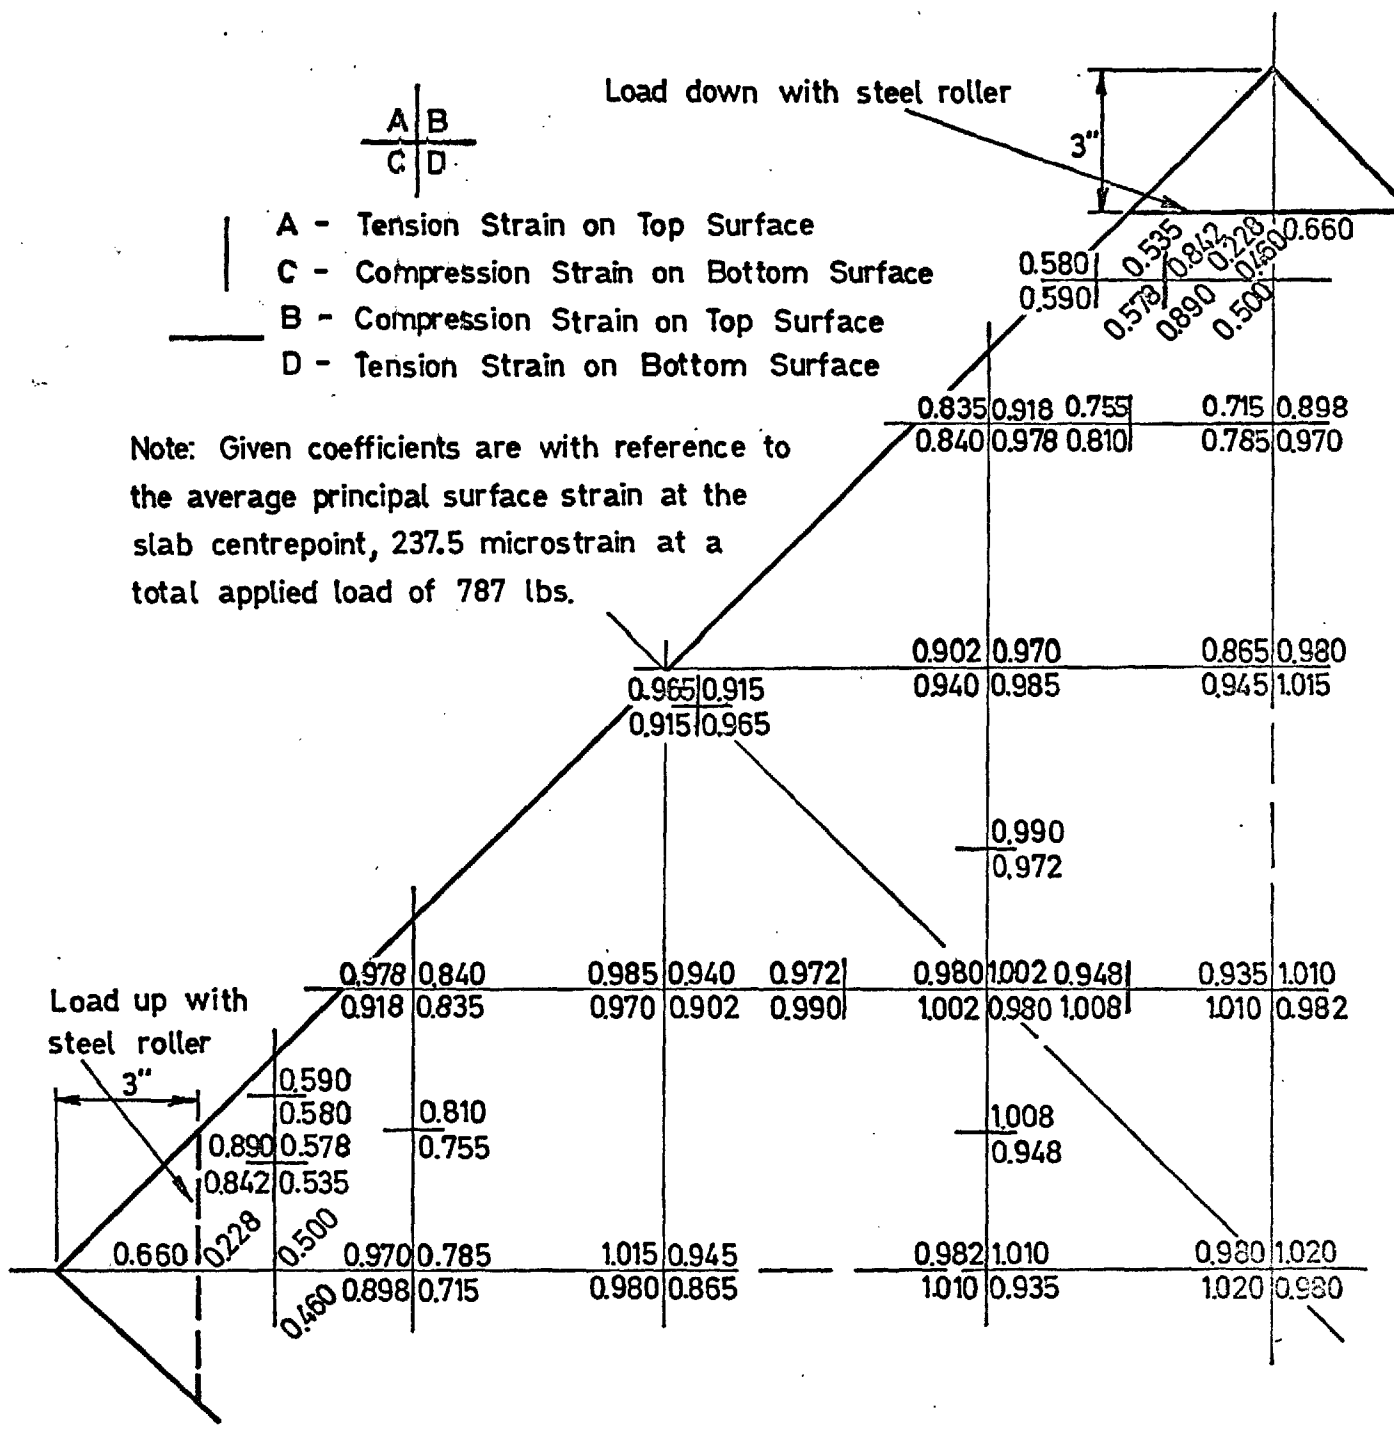 Load down with steel roller
A B
C D
3"
A - Tension Strain on Top Surface
C - Compression Strain on Bottom Surface
B - Compression Strain on Top Surface
D - Tension Strain on Bottom Surface
0.535 0.842 0.228 0.460 0.660
0.580
0.590 0.578 0.890 0.500
0.835 0.918 0.755 0.715 0.898
0.840 0.978 0.810 0.785 0.970
Note: Given coefficients are with reference to
the average principal surface strain at the
slab centrepoint, 237.5 microstrain at a
total applied load of 787 lbs.
0.902 0.970 0.865 0.980
0.965 0.915 0.940 0.985 0.945 1.015
0.915 0.965
0.990
0.972
0.978 0.840 0.985 0.940 0.972 0.980 1.002 0.948 0.935 1.010
0.918 0.835 0.970 0.902 0.990 1.002 0.980 1.008 1.010 0.982
Load up with
steel roller
3"
0.590
0.580
0.810
0.755
1.008
0.948
0.890 0.578
0.842 0.535
0.660 0.228 0.500 0.970 0.785 1.015 0.945 0.982 1.010 0.980 1.020
0.460 0.898 0.715 0.980 0.865 1.010 0.935 1.020 0.980